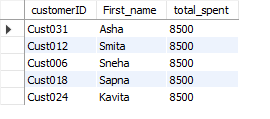 customerID First_name total_spent
Cust031 Asha 8500
Cust012 Smita 8500
Cust006 Sneha 8500
Cust018 Sapna 8500
Cust024 Kavita 8500